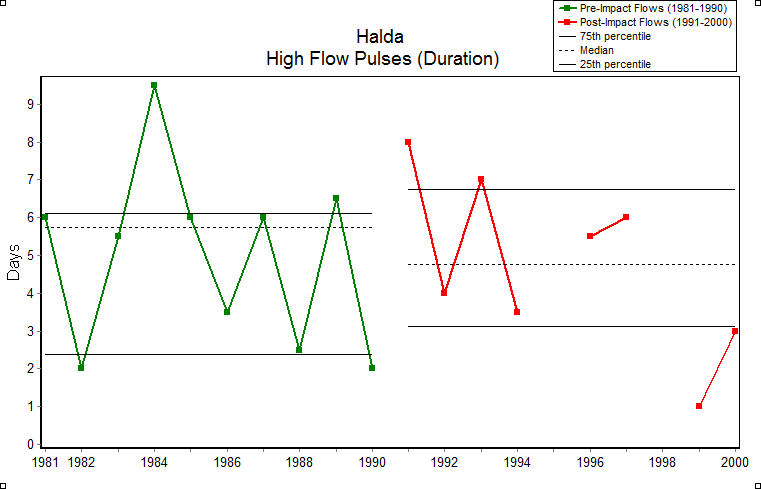 Pre-Impact Flows (1981-1990)
Post-Impact Flows (1991-2000)
75th percentile
Median
25th percentile
Halda
High Flow Pulses (Duration)
Days
9
8
7
6
5
4
3
2
1
0
1981 1982 1984 1986 1988 1990 1992 1994 1996 1998 2000